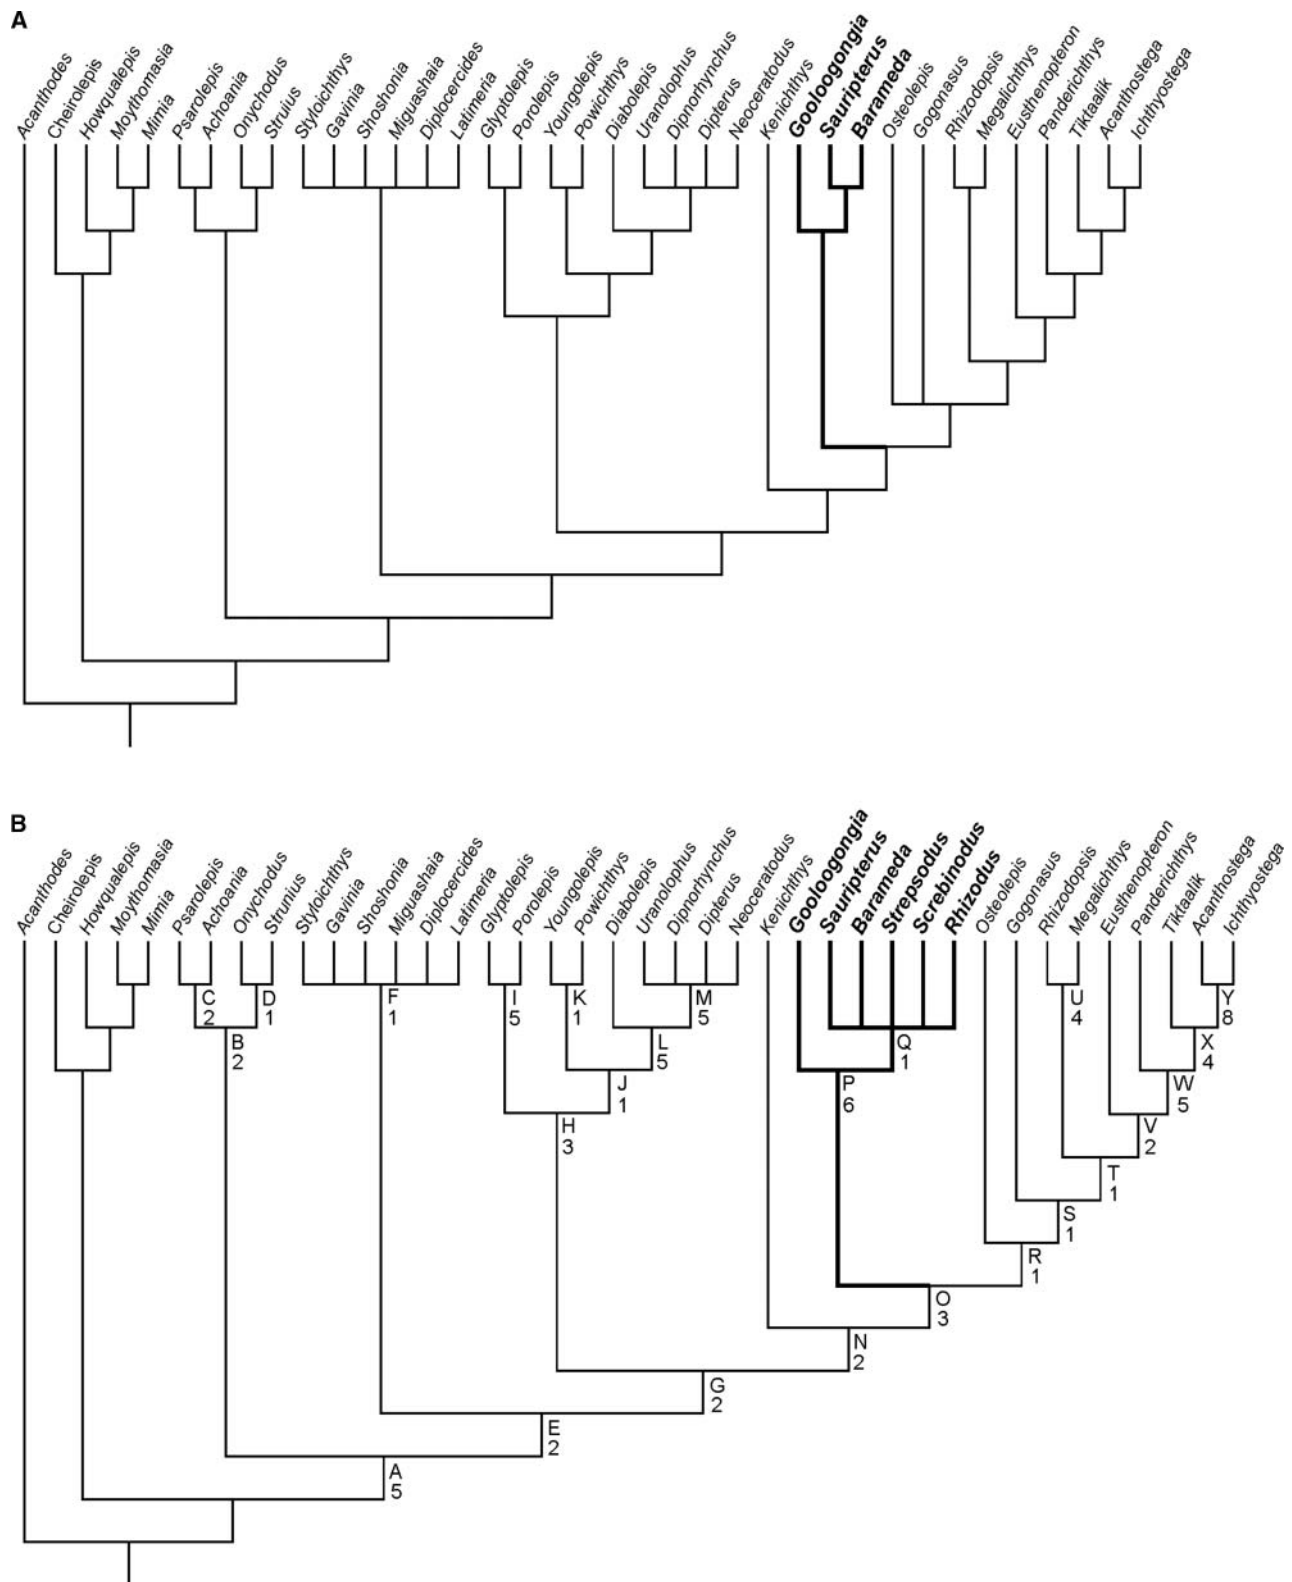 A
Acanthodes
Cheirolepis
Howqualepis
Moythomasia
Mimia
Psarolepis
Achoania
Onychodus
Struius
Styloichthys
Gavinia
Shoshonia
Miguashaia
Diplocercides
Latimeria
Glyptolepis
Porolepis
Youngolepis
Powichthys
Diabolepis
Uranolophus
Dipnorhynchus
Dipterus
Neoceratodus
Kenichthys
Gooloogongia
Sauripterus
Barameda
Osteolepis
Gogonasus
Rhizodopsis
Megalichthys
Eusthenopteron
Panderichthys
Tiktaalik
Acanthostega
Ichthyostega
B
Acanthodes
Cheirolepis
Howqualepis
Moythomasia
Mimia
Psarolepis
Achoania
Onychodus
Strunius
Styloichthys
Gavinia
Shoshonia
Miguashaia
Diplocercides
Latimeria
Glyptolepis
Porolepis
Youngolepis
Powichthys
Diabolepis
Uranolophus
Dipnorhynchus
Dipterus
Neoceratodus
Kenichthys
Gooloogongia
Sauripterus
Barameda
Strepsodus
Screbinodus
Rhizodus
Osteolepis
Gogonasus
Rhizodopsis
Megalichthys
Eusthenopteron
Panderichthys
Tiktaalik
Acanthostega
Ichthyostega
C
2
D
1
F
1
I
5
K
1
M
5
U
4
Y
8
B
2
L
5
Q
1
X
4
J
1
P
6
W
5
H
3
V
2
T
1
S
1
R
1
O
3
N
2
G
2
E
2
A
5